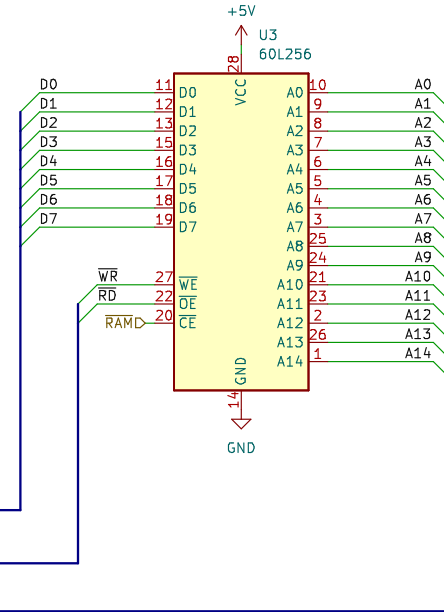 +5V
U3
60L256
28
VCC
D0 11 D0 A0 10 A0
D1 12 D1 A1 9 A1
D2 13 D2 A2 8 A2
D3 15 D3 A3 7 A3
D4 16 D4 A4 6 A4
D5 17 D5 A5 5 A5
D6 18 D6 A6 4 A6
D7 19 D7 A7 3 A7
A8 25 A8
A9 24 A9
WR 27 WE A10 21 A10
RD 22 OE A11 23 A11
RAM 20 CE A12 2 A12
A13 26 A13
A14 1 A14
GND
14
GND